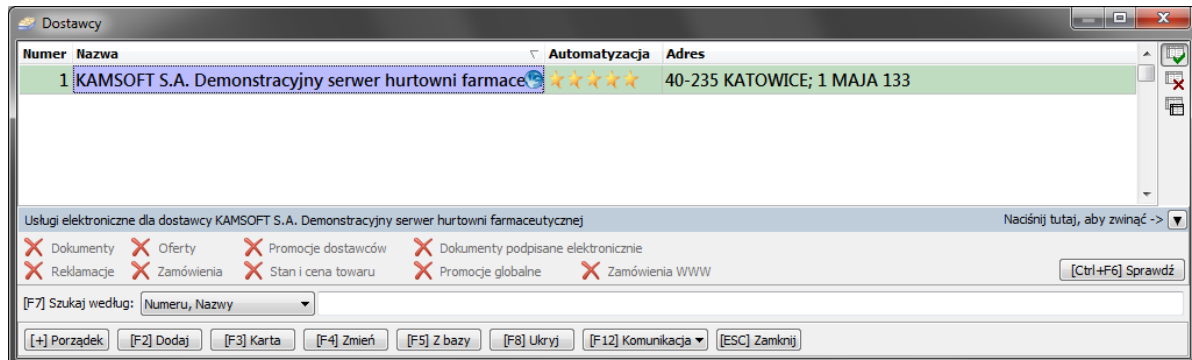 Dostawcy
Numer Nazwa Automatyzacja Adres
1 KAMSOFT S.A. Demonstracyjny serwer hurtowni farmace 40-235 KATOWICE; 1 MAJA 133
Usługi elektroniczne dla dostawcy KAMSOFT S.A. Demonstracyjny serwer hurtowni farmaceutycznej Naciśnij tutaj, aby zwinąć ->
Dokumenty Oferty Promocje dostawców Dokumenty podpisane elektronicznie
Reklamacje Zamówienia Stan i cena towaru Promocje globalne Zamówienia WWW [Ctrl+F6] Sprawdź
[F7] Szukaj według: Numeru, Nazwy
[+] Porządek [F2] Dodaj [F3] Karta [F4] Zmień [F5] Z bazy [F8] Ukryj [F12] Komunikacja [ESC] Zamknij